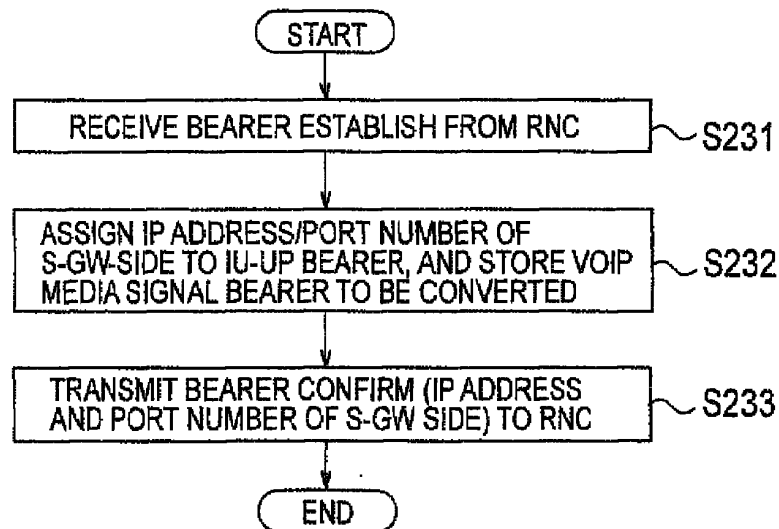 START
RECEIVE BEARER ESTABLISH FROM RNC
S231
ASSIGN IP ADDRESS/PORT NUMBER OF
S-GW-SIDE TO IU-UP BEARER, AND STORE VOIP
MEDIA SIGNAL BEARER TO BE CONVERTED
S232
TRANSMIT BEARER CONFIRM (IP ADDRESS
AND PORT NUMBER OF S-GW SIDE) TO RNC
S233
END